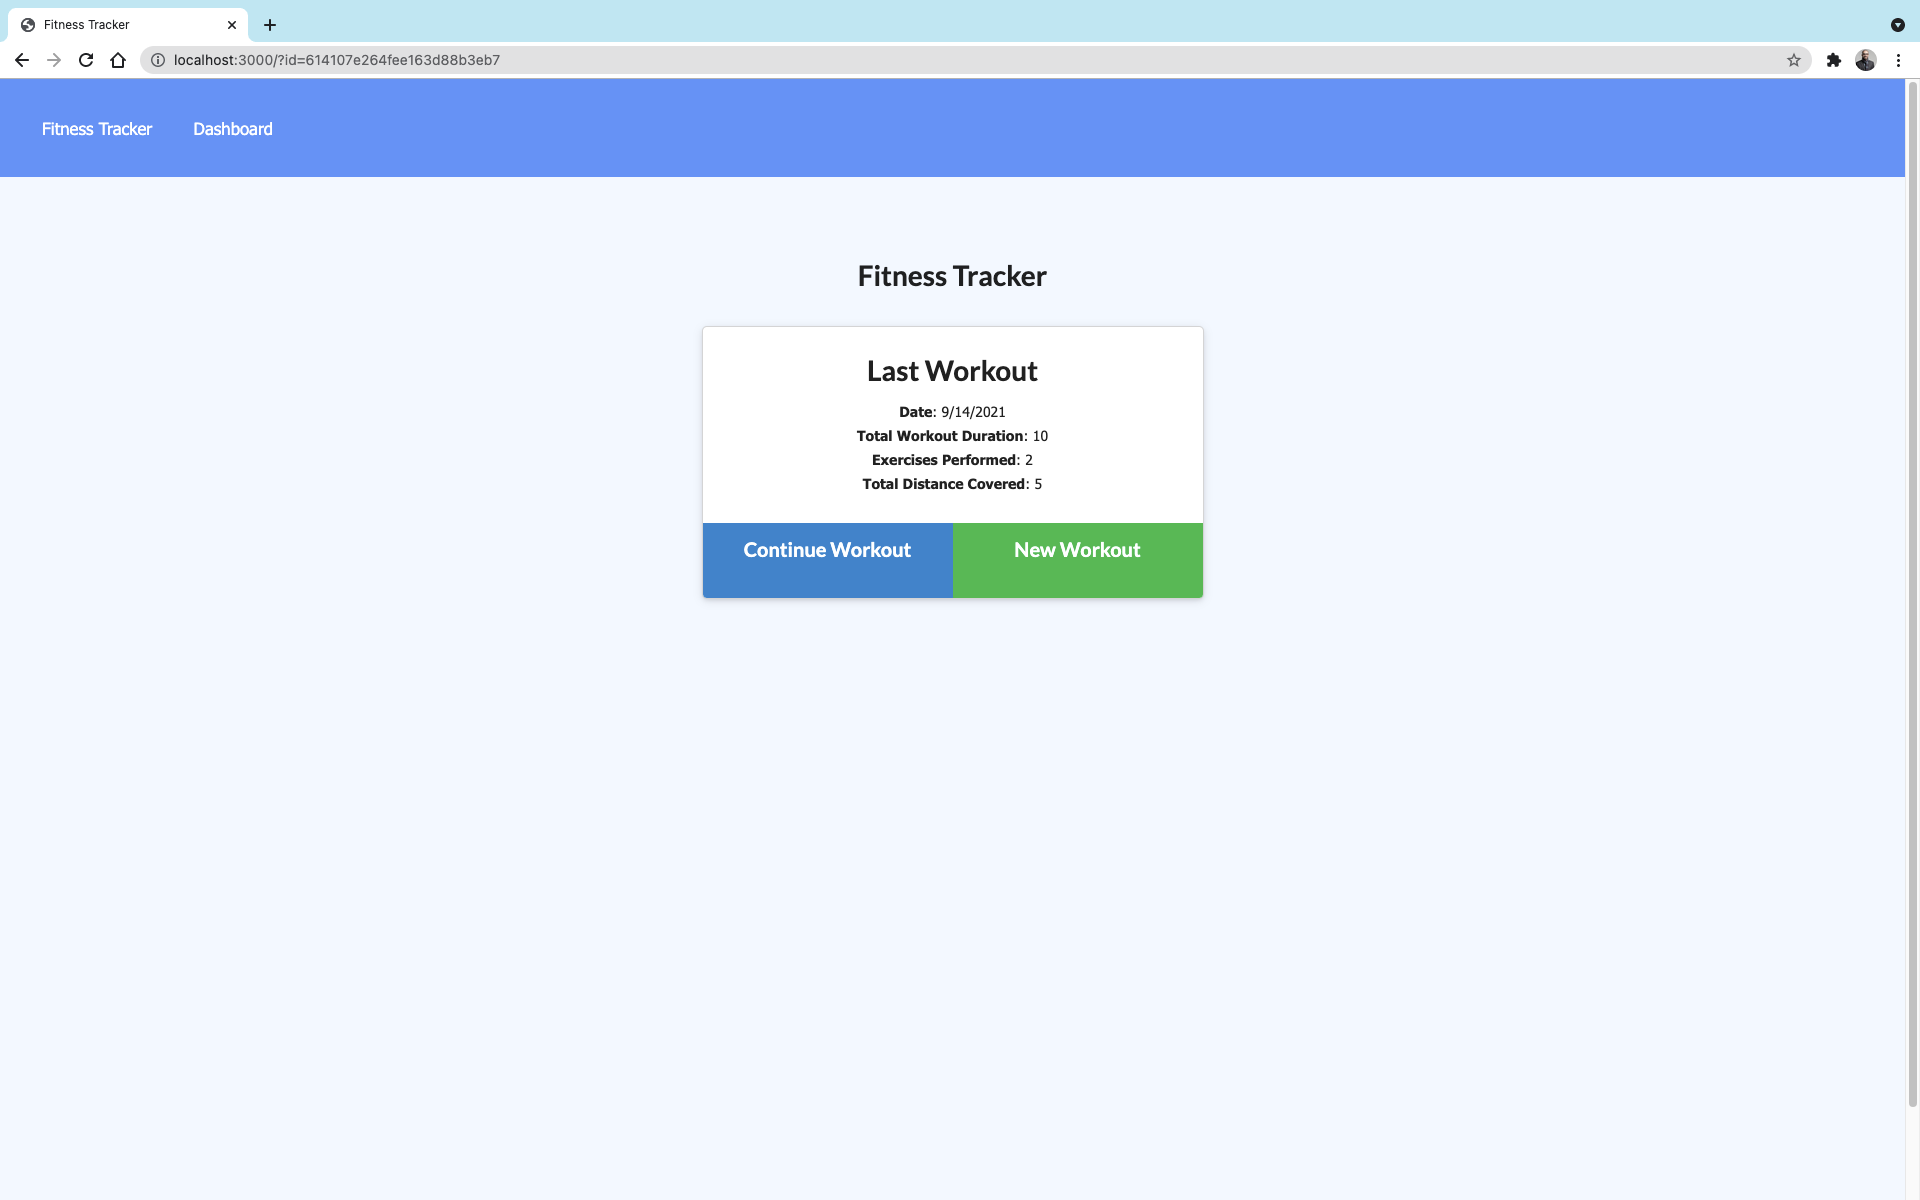 Fitness Tracker
localhost:3000/?id=614107e264fee163d88b3eb7
Fitness Tracker Dashboard
Fitness Tracker
Last Workout
Date: 9/14/2021
Total Workout Duration: 10
Exercises Performed: 2
Total Distance Covered: 5
Continue Workout New Workout